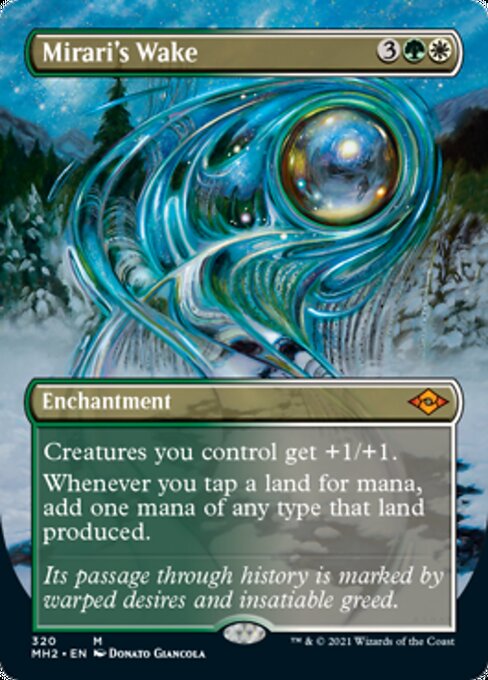 Mirari's Wake 3
Enchantment
Creatures you control get +1/+1.
Whenever you tap a land for mana,
add one mana of any type that land
produced.
Its passage through history is marked by
warped desires and insatiable greed.
320 M
MH2 • EN Donato Giancola
™ & © 2021 Wizards of the Coast